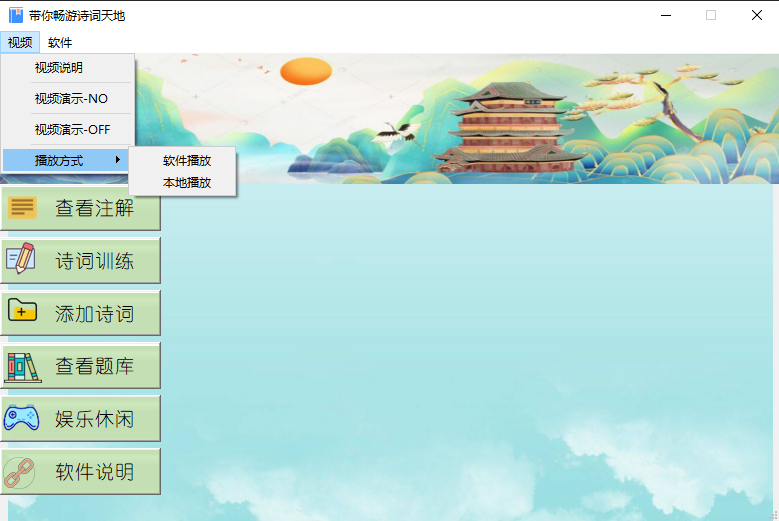 带你畅游诗词天地
视频 软件
视频说明
视频演示-NO
视频演示-OFF
播放方式
软件播放
本地播放
查看注解
诗词训练
添加诗词
查看题库
娱乐休闲
软件说明